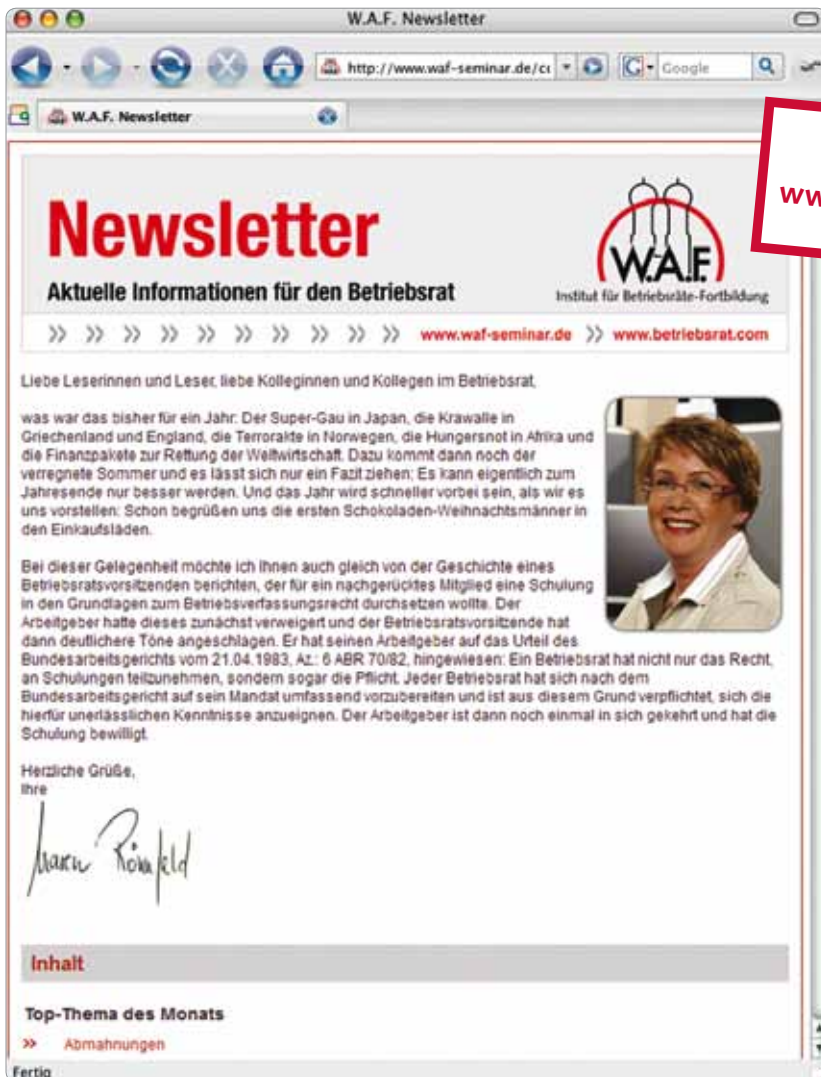 W.A.F. Newsletter
http://www.waf-seminar.de/c
Google
W.A.F. Newsletter
ww
Newsletter
Aktuelle Informationen für den Betriebsrat
W.A.F.
Institut für Betriebsräte-Fortbildung
www.waf-seminar.de >> www.betriebsrat.com
Liebe Leserinnen und Leser, liebe Kolleginnen und Kollegen im Betriebsrat,
was war das bisher für ein Jahr: Der Super-Gau in Japan, die Krawalle in
Griechenland und England, die Terrorakte in Norwegen, die Hungersnot in Afrika und
die Finanzpakete zur Rettung der Weltwirtschaft. Dazu kommt dann noch der
verregnete Sommer und es lässt sich nur ein Fazit ziehen: Es kann eigentlich zum
Jahresende nur besser werden. Und das Jahr wird schneller vorbei sein, als wir es
uns vorstellen: Schon begrüßen uns die ersten Schokoladen-Weihnachtsmänner in
den Einkaufsläden.
Bei dieser Gelegenheit möchte ich Ihnen auch gleich von der Geschichte eines
Betriebsratsvorsitzenden berichten, der für ein nachgerücktes Mitglied eine Schulung
in den Grundlagen zum Betriebsverfassungsrecht durchsetzen wollte. Der
Arbeitgeber hatte dieses zunächst verweigert und der Betriebsratsvorsitzende hat
dann deutlichere Töne angeschlagen. Er hat seinen Arbeitgeber auf das Urteil des
Bundesarbeitsgerichts vom 21.04.1983, Az.: 6 ABR 70/82, hingewiesen: Ein Betriebsrat hat nicht nur das Recht,
an Schulungen teilzunehmen, sondern sogar die Pflicht. Jeder Betriebsrat hat sich nach dem
Bundesarbeitsgericht auf sein Mandat umfassend vorzubereiten und ist aus diesem Grund verpflichtet, sich die
hierfür unerlässlichen Kenntnisse anzueignen. Der Arbeitgeber ist dann noch einmal in sich gekehrt und hat die
Schulung bewilligt.
Herzliche Grüße,
Ihre
Inhalt
Top-Thema des Monats
>> Abmahnungen
Fertig